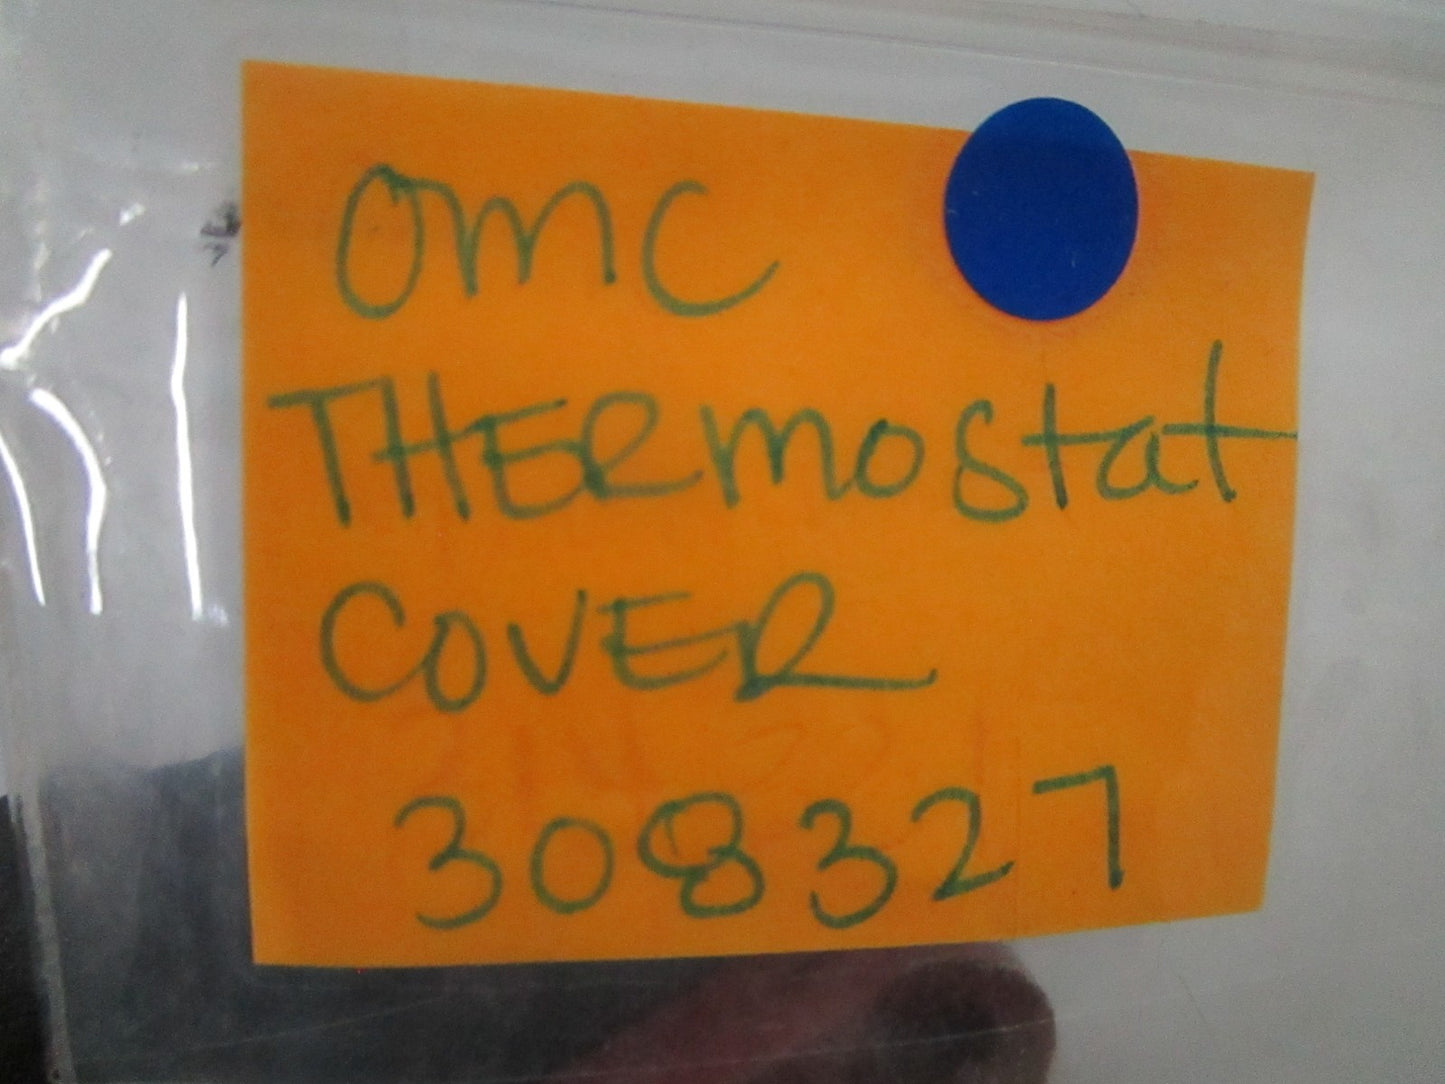 OMC
THERmostat
COVER
308327